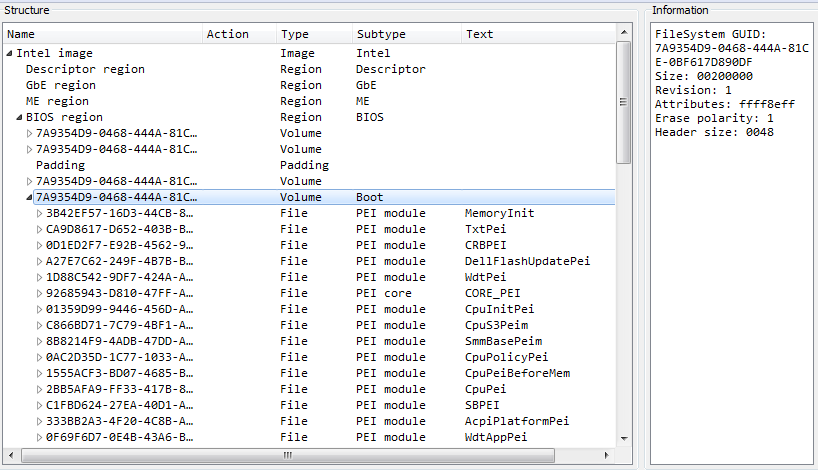 Structure
Name Action Type Subtype Text
Intel image Image Intel
Descriptor region Region Descriptor
GbE region Region GbE
ME region Region ME
BIOS region Region BIOS
7A9354D9-0468-444A-81C... Volume
7A9354D9-0468-444A-81C... Volume
Padding Padding
7A9354D9-0468-444A-81C... Volume
7A9354D9-0468-444A-81C... Volume Boot
3B42EF57-16D3-44CB-8... File PEI module MemoryInit
CA9D8617-D652-403B-B... File PEI module TxtPei
0D1ED2F7-E92B-4562-9... File PEI module CRBPEI
A27E7C62-249F-4B7B-B... File PEI module DellFlashUpdatePei
1D88C542-9DF7-424A-A... File PEI module WdtPei
92685943-D810-47FF-A... File PEI core CORE_PEI
01359D99-9446-456D-A... File PEI module CpuInitPei
C866BD71-7C79-4BF1-A... File PEI module CpuS3Peim
8B8214F9-4ADB-47DD-A... File PEI module SmmBasePeim
0AC2D35D-1C77-1033-A... File PEI module CpuPolicyPei
1555ACF3-BD07-4685-B... File PEI module CpuPeiBeforeMem
2BB5AFA9-FF33-417B-8... File PEI module CpuPei
C1FBD624-27EA-40D1-A... File PEI module SBPEI
333BB2A3-4F20-4C8B-A... File PEI module AcpiPlatformPei
0F69F6D7-0E4B-43A6-B... File PEI module WdtAppPei
Information
FileSystem GUID:
7A9354D9-0468-444A-81C
E-0BF617D890DF
Size: 00200000
Revision: 1
Attributes: ffff8eff
Erase polarity: 1
Header size: 0048